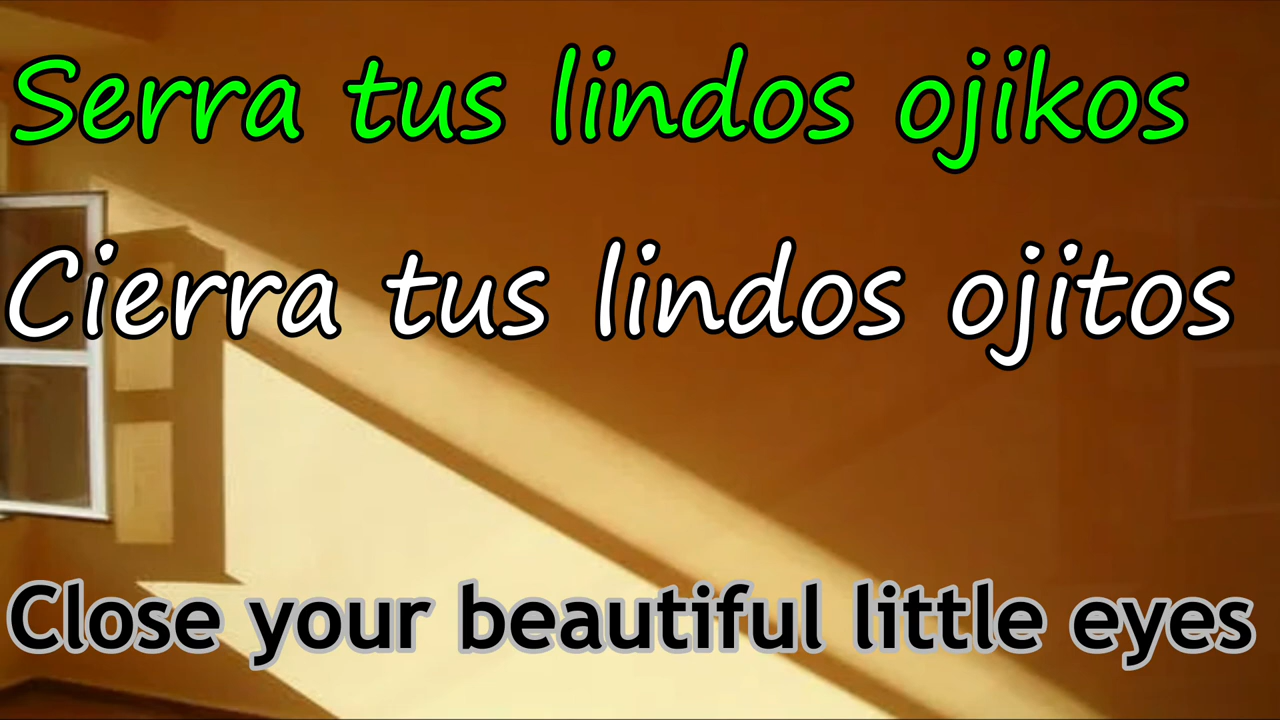 Serra tus lindos ojikos
Cierra tus lindos ojitos
Close your beautiful little eyes